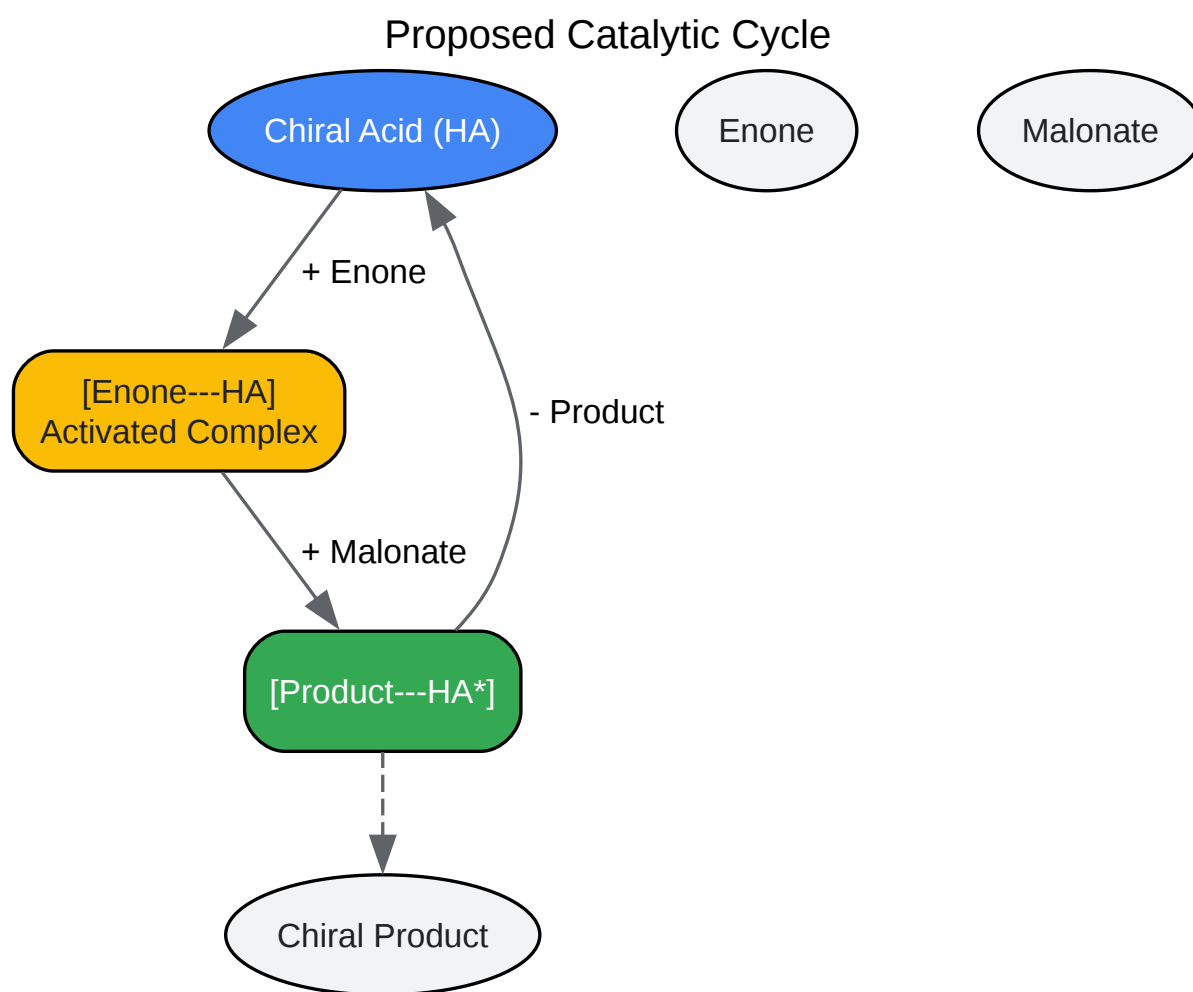 Proposed Catalytic Cycle
Chiral Acid (HA)
Enone
Malonate
+ Enone
[Enone---HA]
Activated Complex
- Product
+ Malonate
[Product---HA*]
Chiral Product